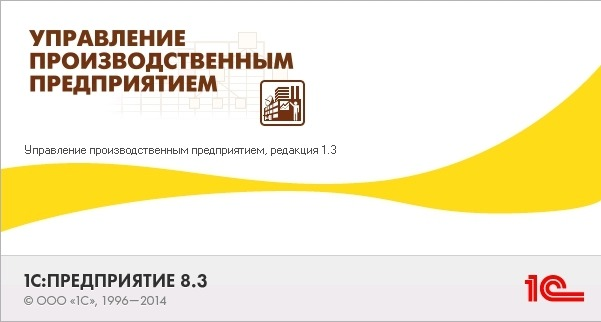 УПРАВЛЕНИЕ
ПРОИЗВОДСТВЕННЫМ
ПРЕДПРИЯТИЕМ
Управление производственным предприятием, редакция 1.3
1С:ПРЕДПРИЯТИЕ 8.3
© ООО «1С», 1996—2014
1С